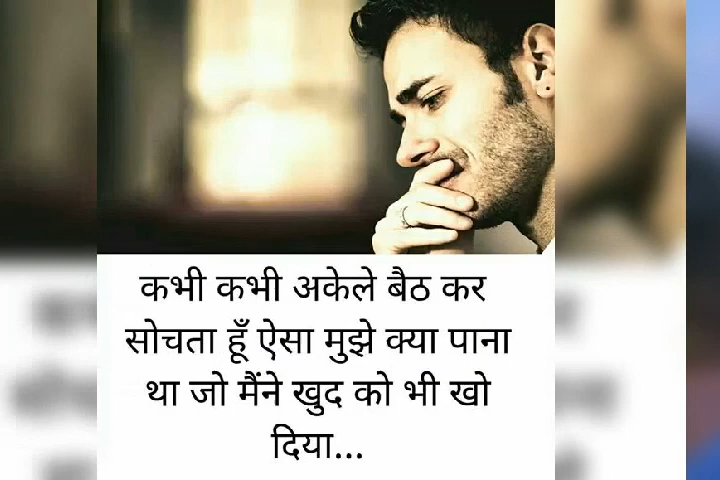 कभी कभी अकेले बैठ कर
सोचता हूँ ऐसा मुझे क्या पाना
था जो मैंने खुद को भी खो
दिया...